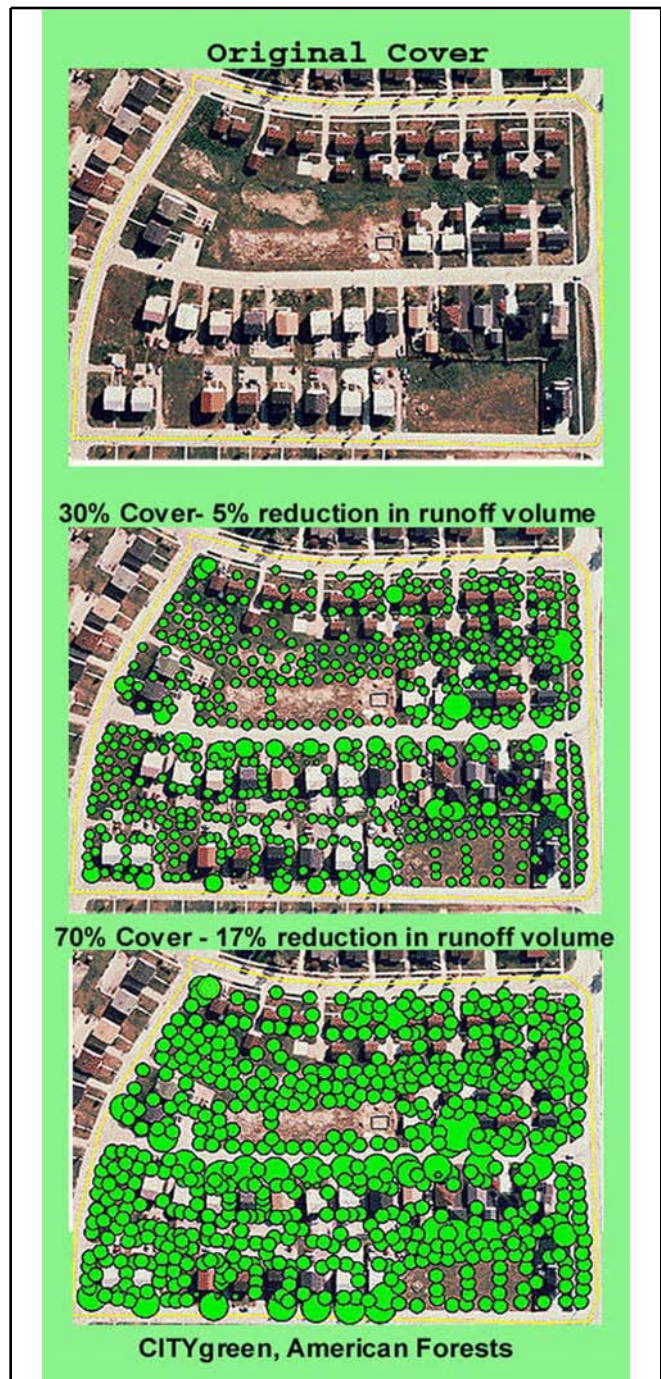 Original Cover
30% Cover- 5% reduction in runoff volume
70% Cover - 17% reduction in runoff volume
CITYgreen, American Forests